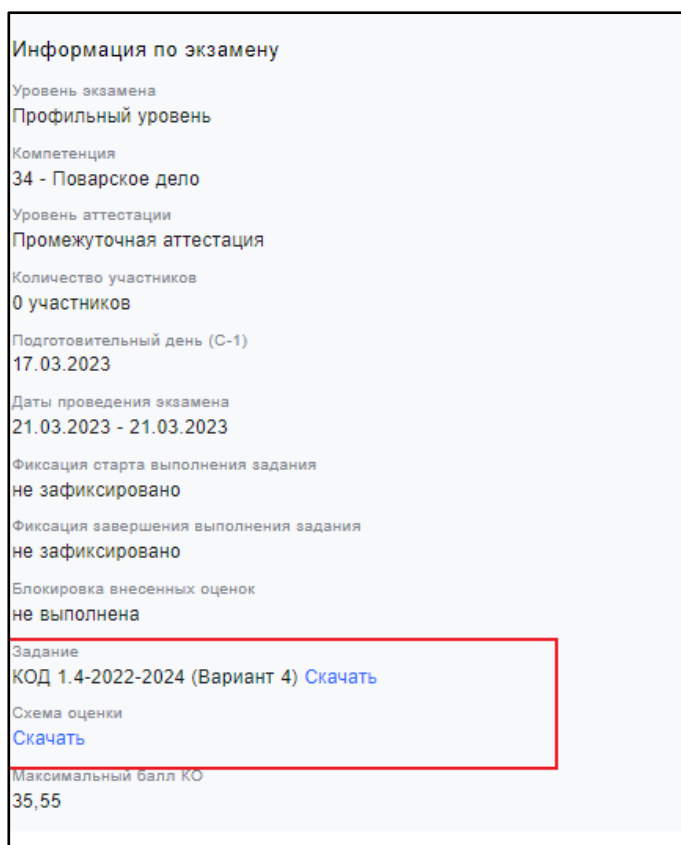 Информация по экзамену
Уровень экзамена
Профильный уровень
Компетенция
34 - Поварское дело
Уровень аттестации
Промежуточная аттестация
Количество участников
0 участников
Подготовительный день (С-1)
17.03.2023
Даты проведения экзамена
21.03.2023 - 21.03.2023
Фиксация старта выполнения задания
не зафиксировано
Фиксация завершения выполнения задания
не зафиксировано
Блокировка внесенных оценок
не выполнена
Задание
КОД 1.4-2022-2024 (Вариант 4) Скачать
Схема оценки
Скачать
Максимальный балл КО
35,55